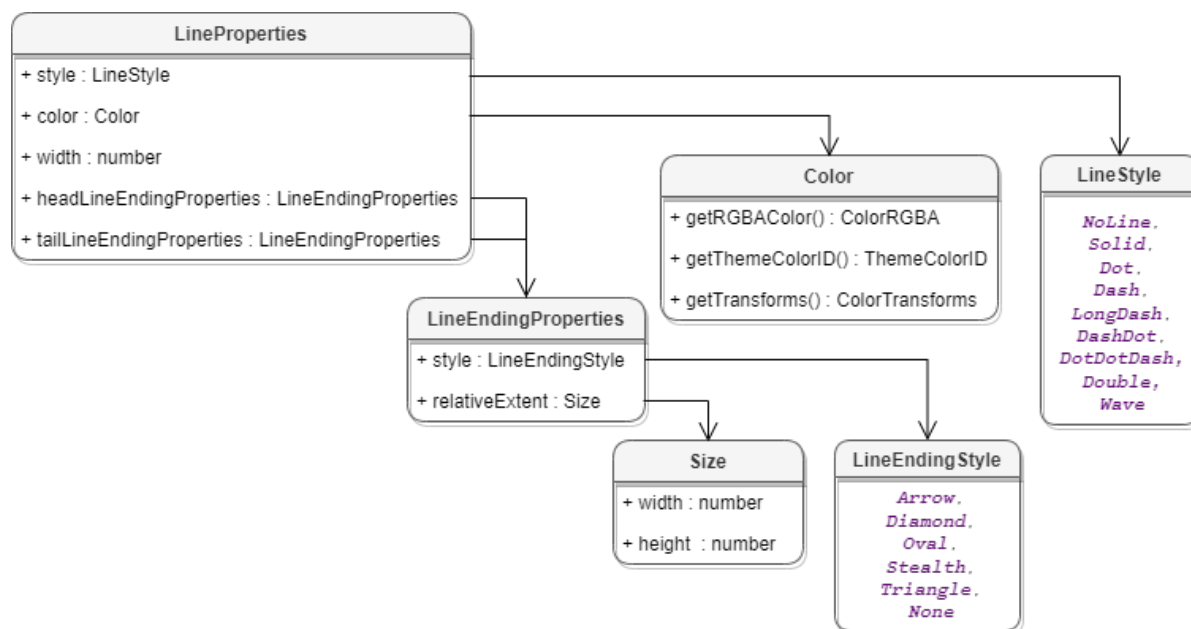 LineProperties
+ style : LineStyle
+ color : Color
+ width : number
+ headLineEndingProperties : LineEndingProperties
+ tailLineEndingProperties : LineEndingProperties
Color
+ getRGBAColor() : ColorRGBA
+ getThemeColorID() : ThemeColorID
+ getTransforms() : ColorTransforms
LineStyle
NoLine,
Solid,
Dot,
Dash,
LongDash,
DashDot,
DotDotDash,
Double,
Wave
LineEndingProperties
+ style : LineEndingStyle
+ relativeExtent : Size
Size
+ width : number
+ height : number
LineEndingStyle
Arrow,
Diamond,
Oval,
Stealth,
Triangle,
None